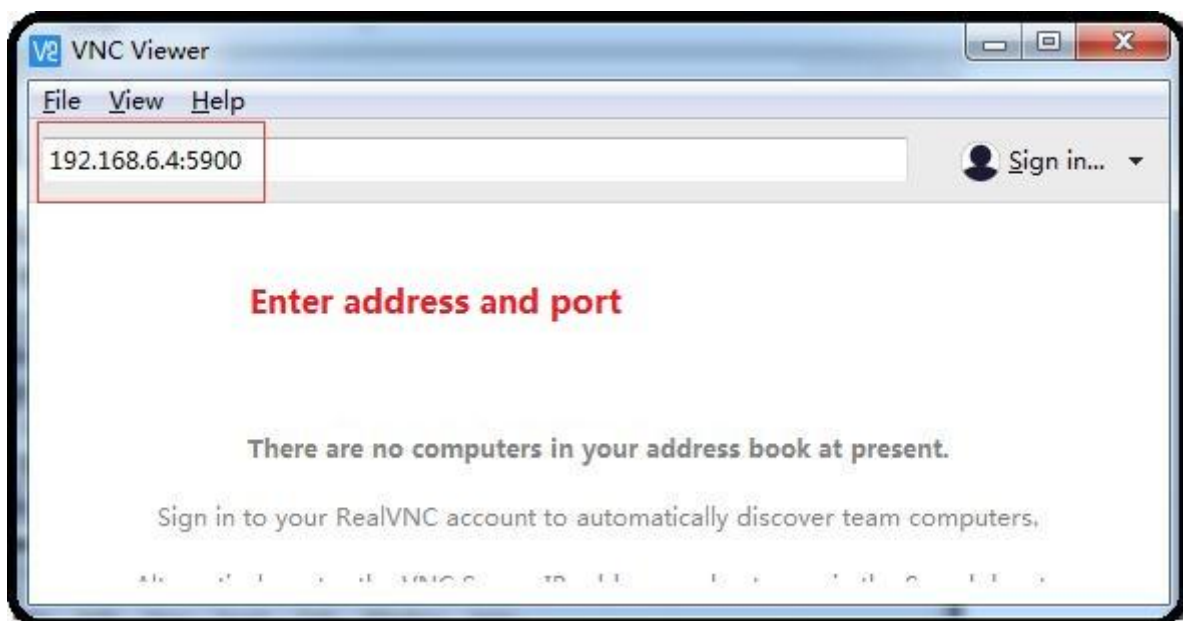 VNC Viewer
File View Help
192.168.6.4:5900
Sign in...
Enter address and port
There are no computers in your address book at present.
Sign in to your RealVNC account to automatically discover team computers.